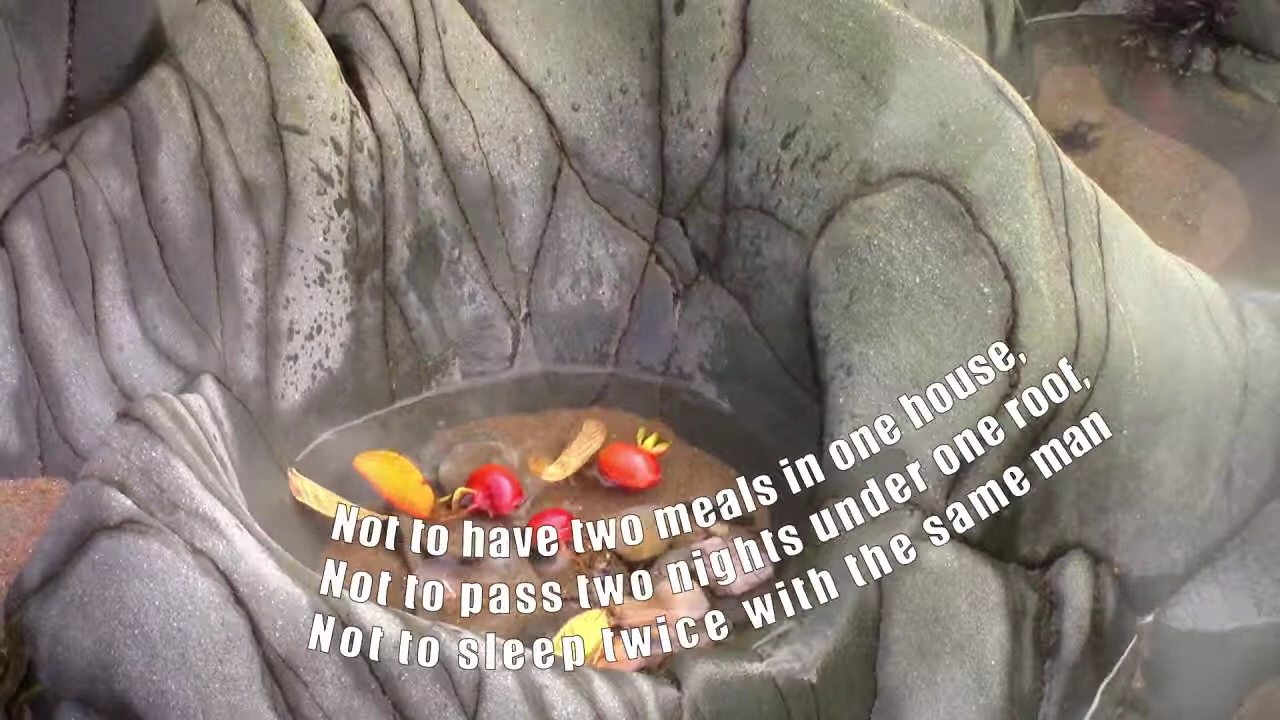 Not to have two meals in one house,
Not to pass two nights under one roof,
Not to sleep twice with the same man